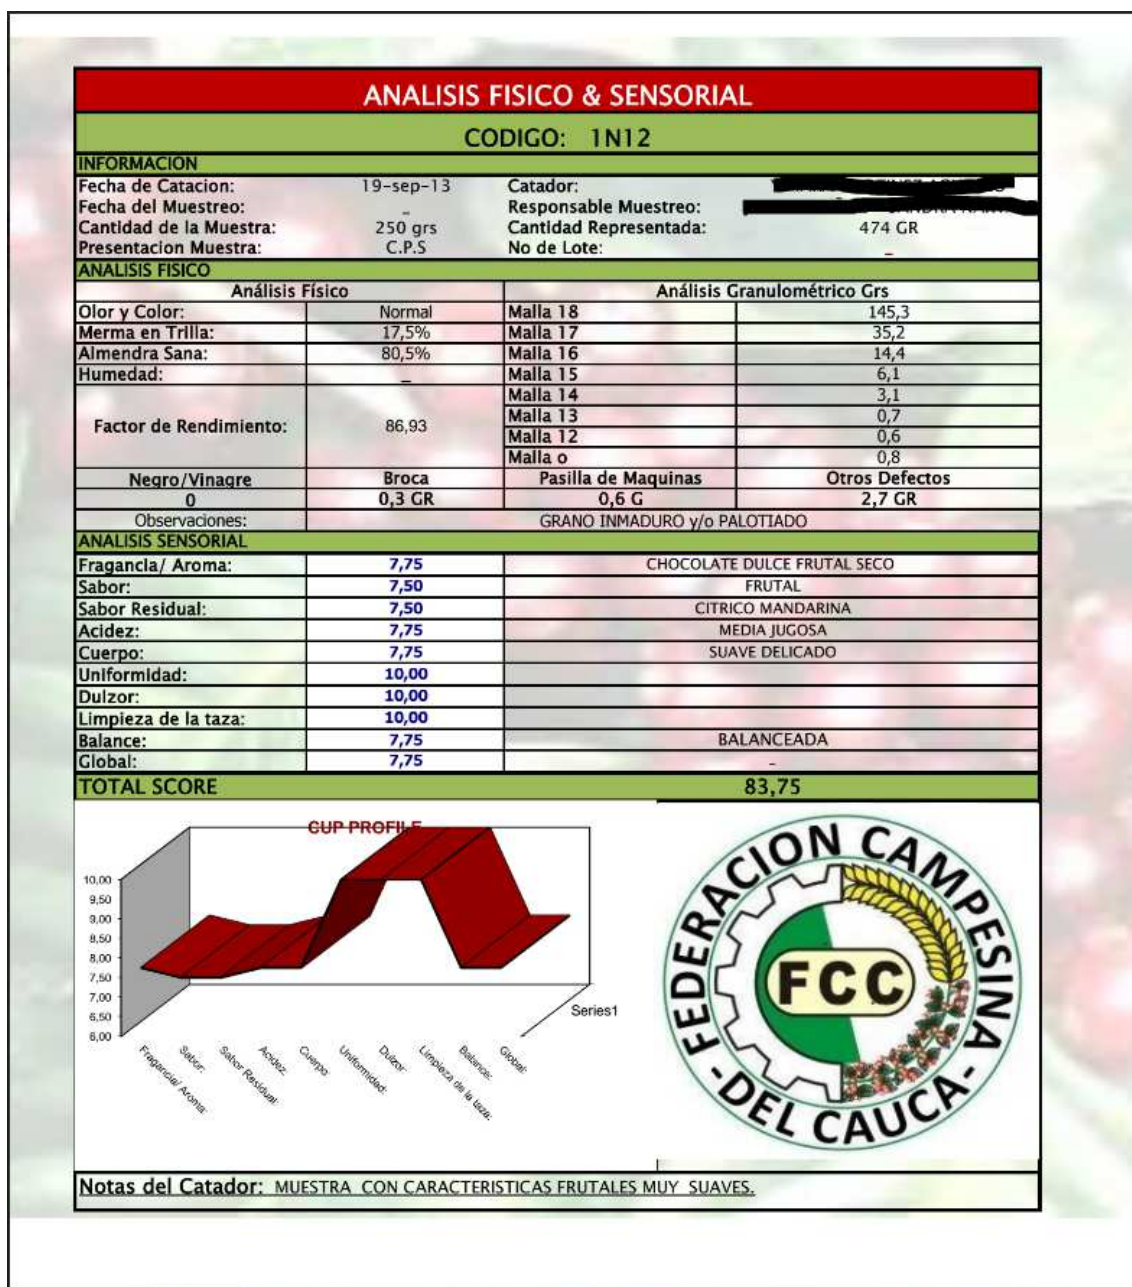 ANALISIS FISICO & SENSORIAL
CODIGO: 1N12
INFORMACION
Fecha de Catacion: 19-sep-13 Catador:
Fecha del Muestreo: _ Responsable Muestreo:
Cantidad de la Muestra: 250 grs Cantidad Representada: 474 GR
Presentacion Muestra: C.P.S No de Lote: _
ANALISIS FISICO
Análisis Físico Análisis Granulométrico Grs
Olor y Color: Normal Malla 18 145,3
Merma en Trilla: 17,5% Malla 17 35,2
Almendra Sana: 80,5% Malla 16 14,4
Humedad: _ Malla 15 6,1
Malla 14 3,1
Factor de Rendimiento: 86,93 Malla 13 0,7
Malla 12 0,6
Malla o 0,8
Negro/Vinagre Broca Pasilla de Maquinas Otros Defectos
0 0,3 GR 0,6 G 2,7 GR
Observaciones: GRANO INMADURO y/o PALOTIADO
ANALISIS SENSORIAL
Fragancia/ Aroma: 7,75 CHOCOLATE DULCE FRUTAL SECO
Sabor: 7,50 FRUTAL
Sabor Residual: 7,50 CITRICO MANDARINA
Acidez: 7,75 MEDIA JUGOSA
Cuerpo: 7,75 SUAVE DELICADO
Uniformidad: 10,00
Dulzor: 10,00
Limpieza de la taza: 10,00
Balance: 7,75 BALANCEADA
Global: 7,75 -
TOTAL SCORE 83,75
CUP PROFILE
10,00
9,50
9,00
8,50
8,00
7,50
7,00
6,50
6,00
Series1
Fragancia/ Aroma:
Sabor:
Sabor Residual:
Acidez:
Cuerpo:
Uniformidad:
Dulzor:
Limpieza de la taza:
Balance:
Global:
FEDERACION CAMPESINA
FCC
-DEL CAUCA-
Notas del Catador: MUESTRA CON CARACTERISTICAS FRUTALES MUY SUAVES.